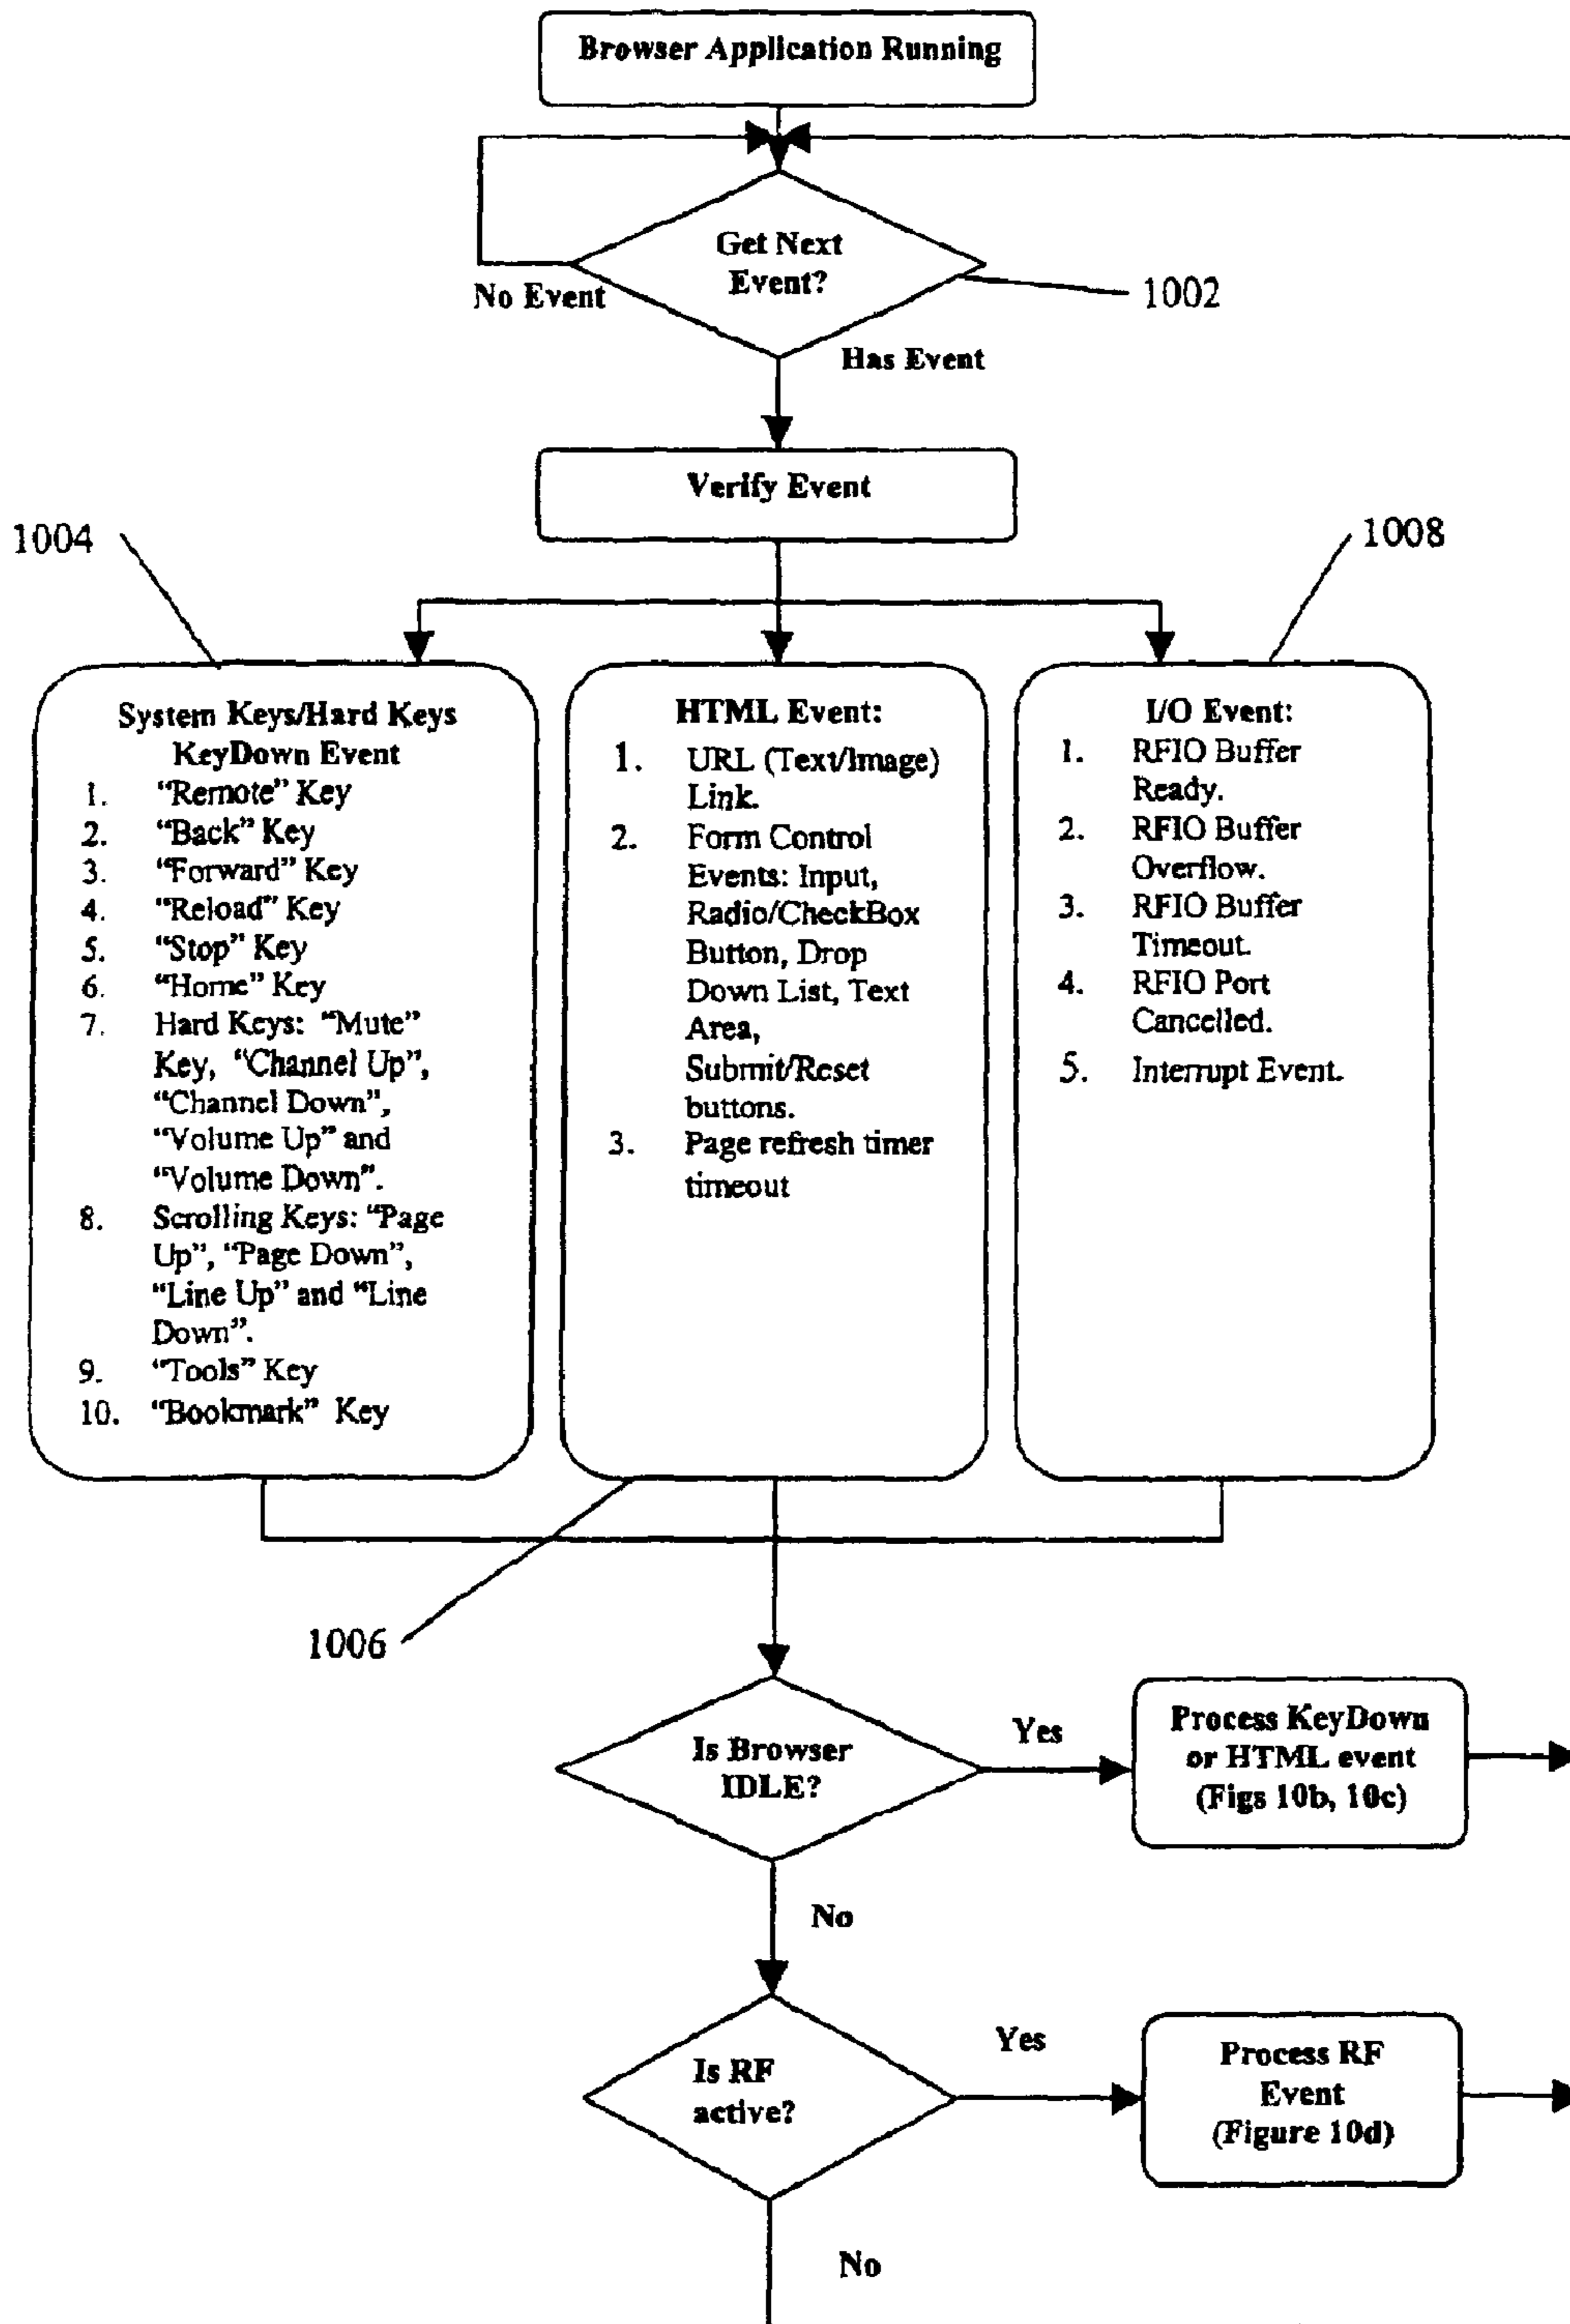 Browser Application Running
Get Next
Event?
No Event
1002
Has Event
Verify Event
1004
1008
System Keys/Hard Keys
KeyDown Event
1. “Remote” Key
2. “Back” Key
3. “Forward” Key
4. “Reload” Key
5. “Stop” Key
6. “Home” Key
7. Hard Keys: “Mute”
Key, “Channel Up”,
“Channel Down”,
“Volume Up” and
“Volume Down”.
8. Scrolling Keys: “Page
Up”, “Page Down”,
“Line Up” and “Line
Down”.
9. “Tools” Key
10. “Bookmark” Key
HTML Event:
1. URL (Text/Image)
Link.
2. Form Control
Events: Input,
Radio/CheckBox
Button, Drop
Down List, Text
Area,
Submit/Reset
buttons.
3. Page refresh timer
timeout
I/O Event:
1. RFIO Buffer
Ready.
2. RFIO Buffer
Overflow.
3. RFIO Buffer
Timeout.
4. RFIO Port
Cancelled.
5. Interrupt Event.
1006
Is Browser
IDLE?
Yes
Process KeyDown
or HTML event
(Figs 10b, 10c)
No
Is RF
active?
Yes
Process RF
Event
(Figure 10d)
No